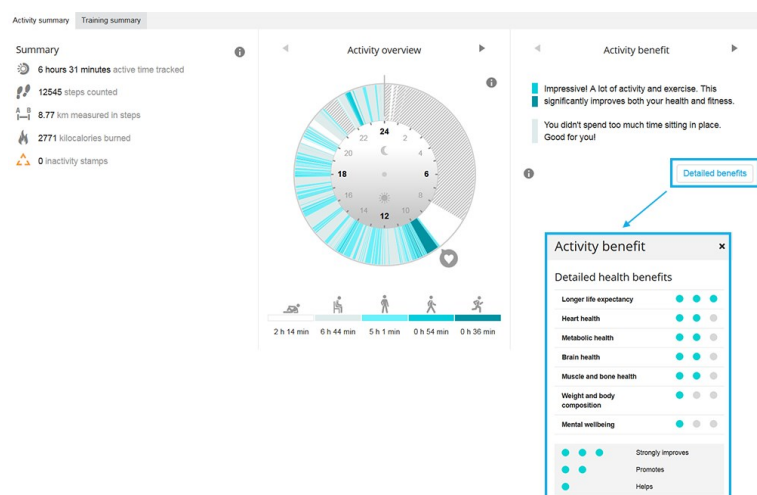 Activity summary
Training summary
Summary
6 hours 31 minutes active time tracked
12545 steps counted
A B
8.77 km measured in steps
2771 kilocalories burned
0 inactivity stamps
Activity overview
24
22
2
20
4
18
6
16
8
14
10
12
2 h 14 min
6 h 44 min
5 h 1 min
0 h 54 min
0 h 36 min
Activity benefit
Impressive! A lot of activity and exercise. This
significantly improves both your health and fitness.
You didn't spend too much time sitting in place.
Good for you!
Detailed benefits
Activity benefit
×
Detailed health benefits
Longer life expectancy
Heart health
Metabolic health
Brain health
Muscle and bone health
Weight and body
composition
Mental wellbeing
Strongly improves
Promotes
Helps